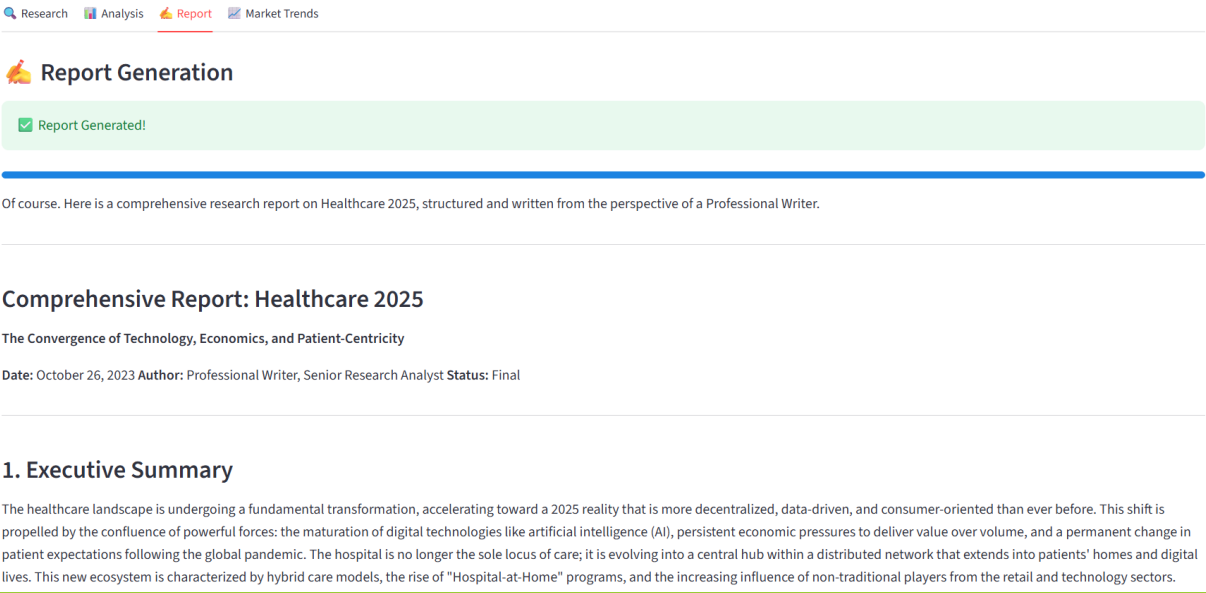 Research Analysis Report Market Trends
Report Generation
Report Generated!
Of course. Here is a comprehensive research report on Healthcare 2025, structured and written from the perspective of a Professional Writer.
Comprehensive Report: Healthcare 2025
The Convergence of Technology, Economics, and Patient-Centricity
Date: October 26, 2023 Author: Professional Writer, Senior Research Analyst Status: Final
1. Executive Summary
The healthcare landscape is undergoing a fundamental transformation, accelerating toward a 2025 reality that is more decentralized, data-driven, and consumer-oriented than ever before. This shift is
propelled by the confluence of powerful forces: the maturation of digital technologies like artificial intelligence (AI), persistent economic pressures to deliver value over volume, and a permanent change in
patient expectations following the global pandemic. The hospital is no longer the sole locus of care; it is evolving into a central hub within a distributed network that extends into patients' homes and digital
lives. This new ecosystem is characterized by hybrid care models, the rise of "Hospital-at-Home" programs, and the increasing influence of non-traditional players from the retail and technology sectors.